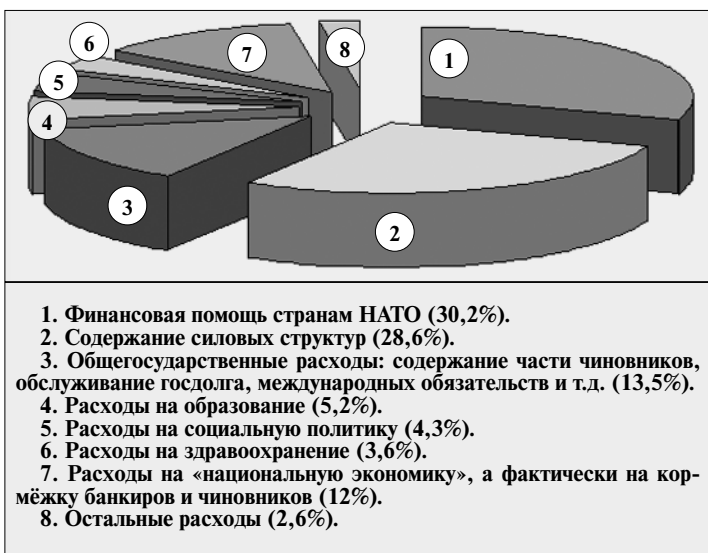 6
7
8
1
5
4
3
2
1. Финансовая помощь странам НАТО (30,2%).
2. Содержание силовых структур (28,6%).
3. Общегосударственные расходы: содержание части чиновников,
обслуживание госдолга, международных обязательств и т.д. (13,5%).
4. Расходы на образование (5,2%).
5. Расходы на социальную политику (4,3%).
6. Расходы на здравоохранение (3,6%).
7. Расходы на «национальную экономику», а фактически на кор-
мёжку банкиров и чиновников (12%).
8. Остальные расходы (2,6%).